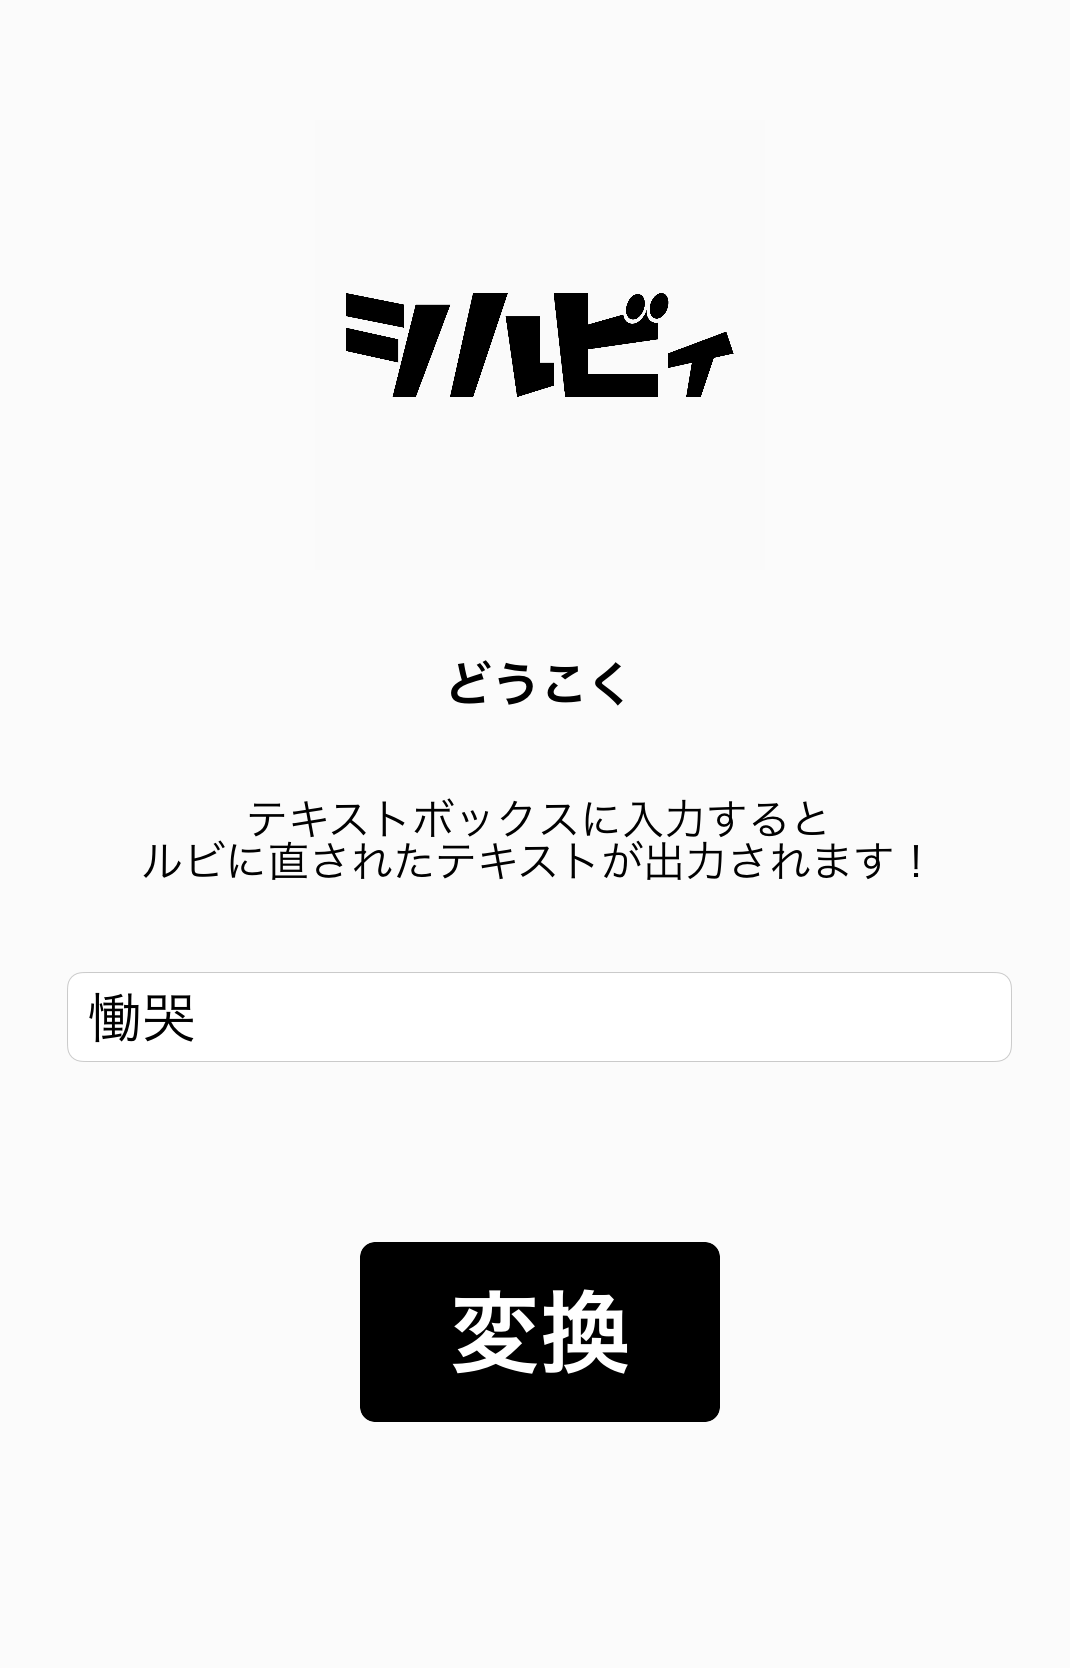 シルビィ
どうこく
テキストボックスに入力すると
ルビに直されたテキストが出力されます！
慟哭
変換